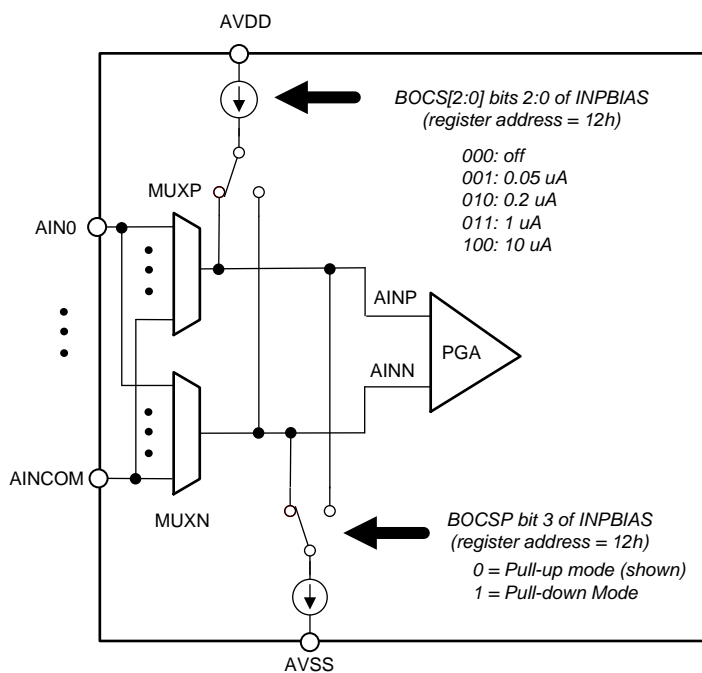 AVDD
BOCS[2:0] bits 2:0 of INPBIAS
(register address = 12h)
000: off
001: 0.05 uA
010: 0.2 uA
011: 1 uA
100: 10 uA
MUXP
AIN0
AINP
PGA
AINN
AINCOM
MUXN
BOCSP bit 3 of INPBIAS
(register address = 12h)
0 = Pull-up mode (shown)
1 = Pull-down Mode
AVSS